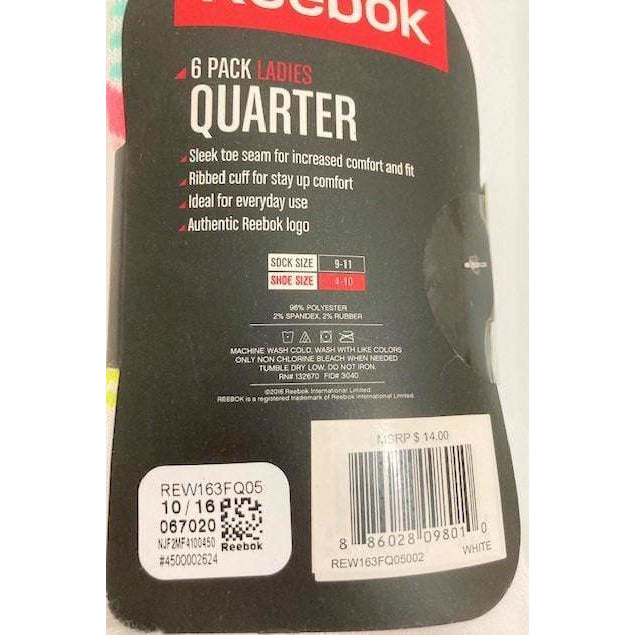 Reebok
6 PACK LADIES
QUARTER
Sleek toe seam for increased comfort and fit
Ribbed cuff for stay up comfort
Ideal for everyday use
Authentic Reebok logo
SOCK SIZE 9-11
SHOE SIZE 4-10
96% POLYESTER
2% SPANDEX, 2% RUBBER
MACHINE WASH COLD, WASH WITH LIKE COLORS
ONLY NON CHLORINE BLEACH WHEN NEEDED
TUMBLE DRY LOW. DO NOT IRON.
RN# 132670 FID# 3040
©2016 Reebok International Limited.
REEBOK is a registered trademark of Reebok International Limited.
MSRP $ 14.00
8 86028 09801 0
REW163FQ05002 WHITE
REW163FQ05
10/16
067020
NJF2MF4100450
#4500002624
Reebok